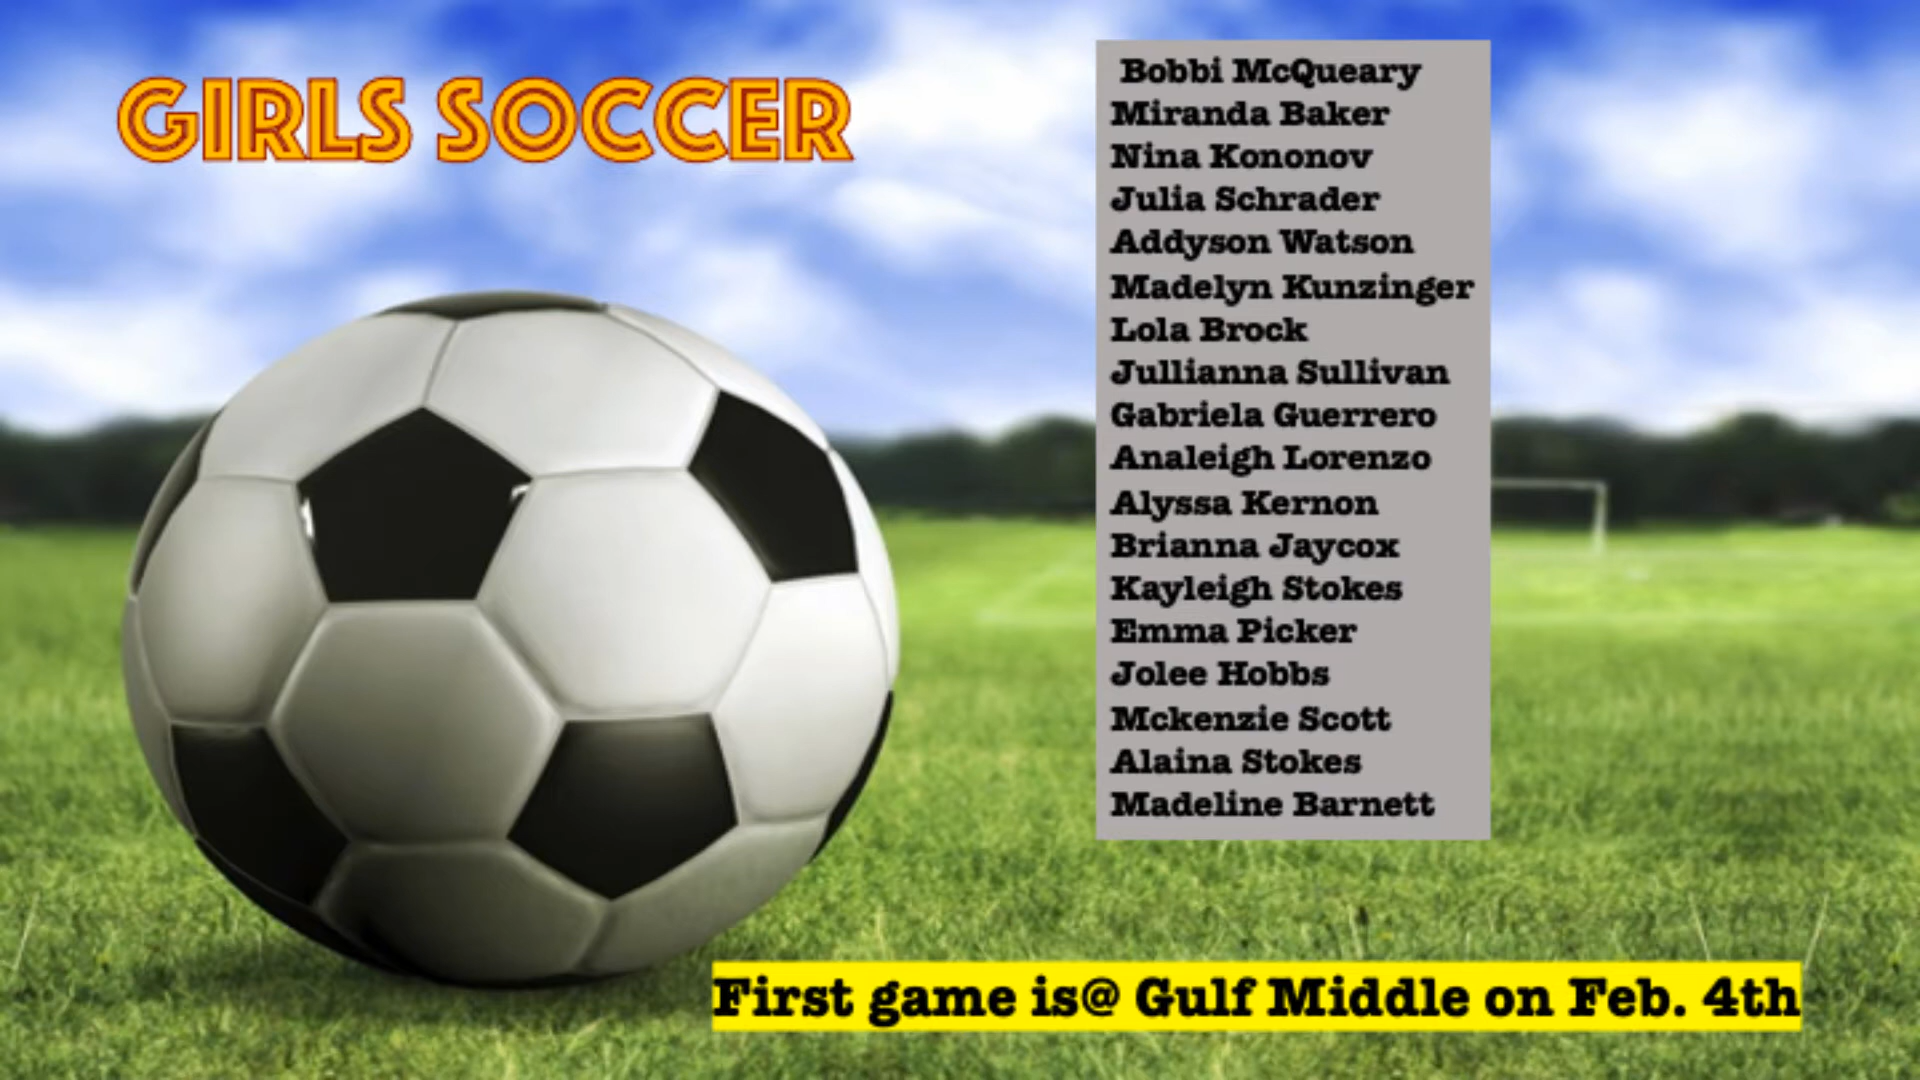 GIRLS SOCCER
Bobbi McQueary
Miranda Baker
Nina Kononov
Julia Schrader
Addyson Watson
Madelyn Kunzinger
Lola Brock
Jullianna Sullivan
Gabriela Guerrero
Analeigh Lorenzo
Alyssa Kernon
Brianna Jaycox
Kayleigh Stokes
Emma Picker
Jolee Hobbs
Mckenzie Scott
Alaina Stokes
Madeline Barnett
First game is@ Gulf Middle on Feb. 4th